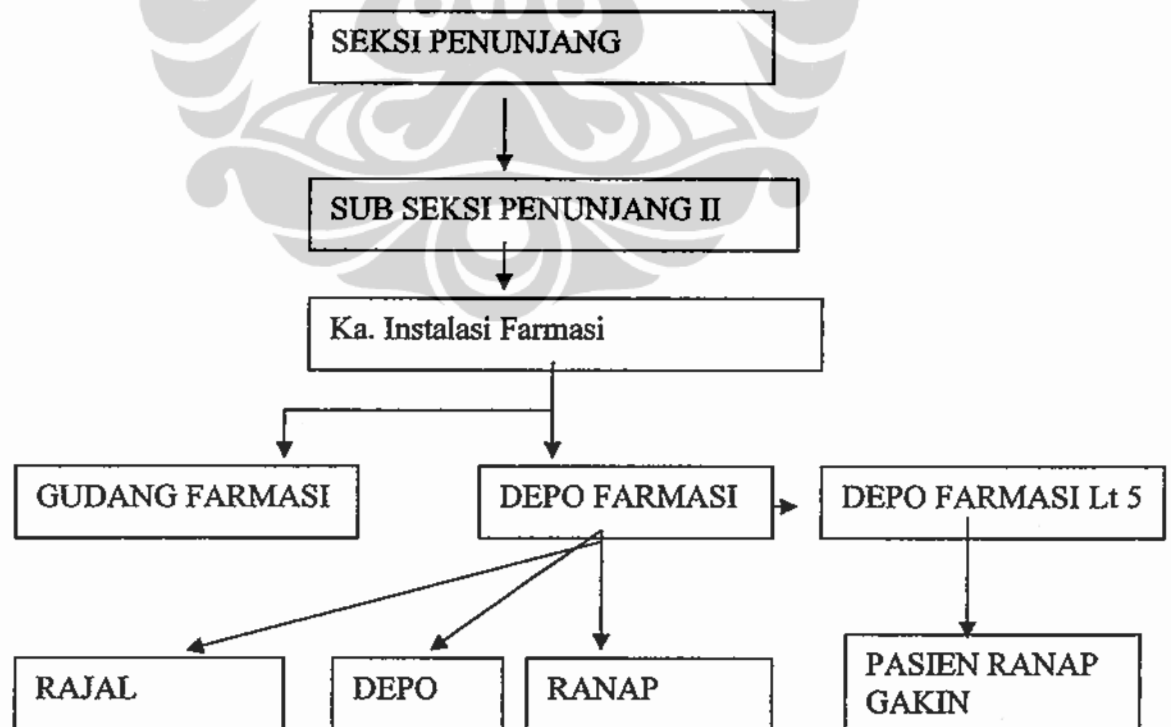 SEKSI PENUNJANG
SUB SEKSI PENUNJANG II
Ka. Instalasi Farmasi
GUDANG FARMASI
DEPO FARMASI
DEPO FARMASI Lt 5
RAJAL
DEPO
RANAP
PASIEN RANAP
GAKIN